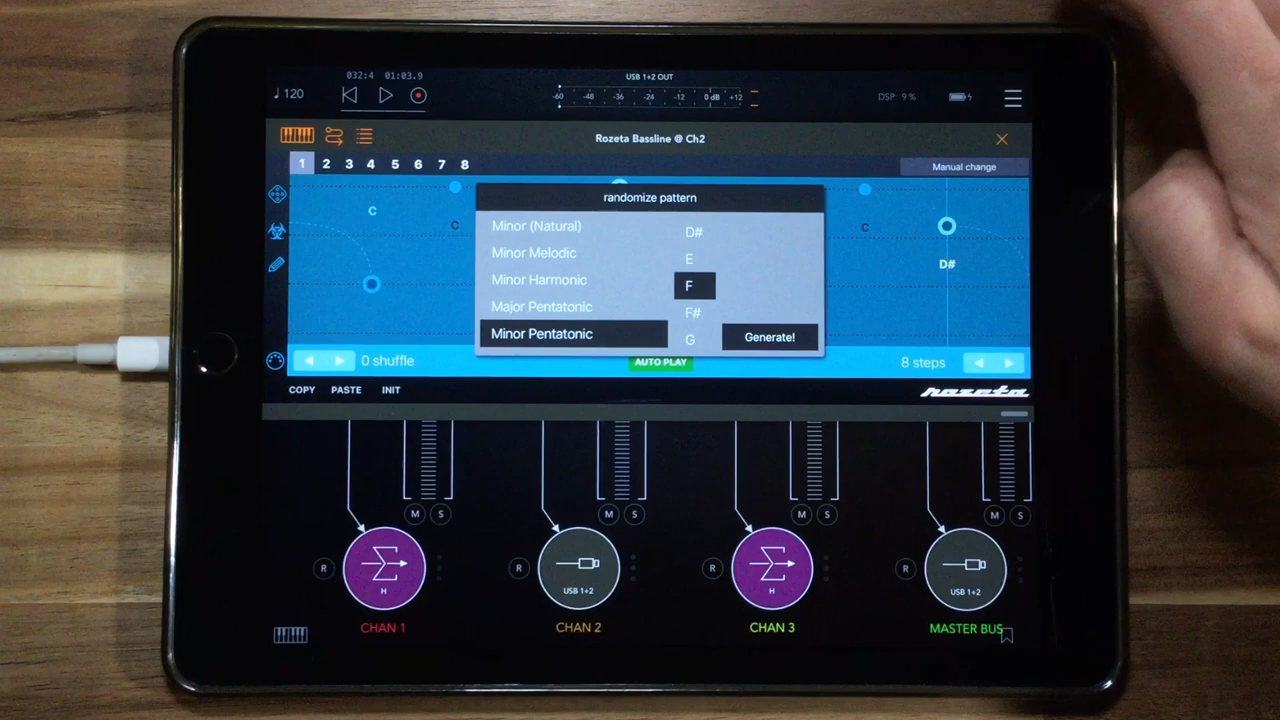 032:4 01:03.9
USB 1+2 OUT
♩ 120
-60 -48 -36 -24 -12 0 dB +12
DSP: 9 %
Rozeta Bassline @ Ch2
1 2 3 4 5 6 7 8
Manual change
randomize pattern
C
C
Minor (Natural)
Minor Melodic
Minor Harmonic
Major Pentatonic
Minor Pentatonic
D#
E
F
F#
G
Generate!
C
D#
0 shuffle
AUTO PLAY
8 steps
COPY PASTE INIT
rozeta
M S M S M S M S
R R R R
H USB 1+2 H USB 1+2
CHAN 1 CHAN 2 CHAN 3 MASTER BUS